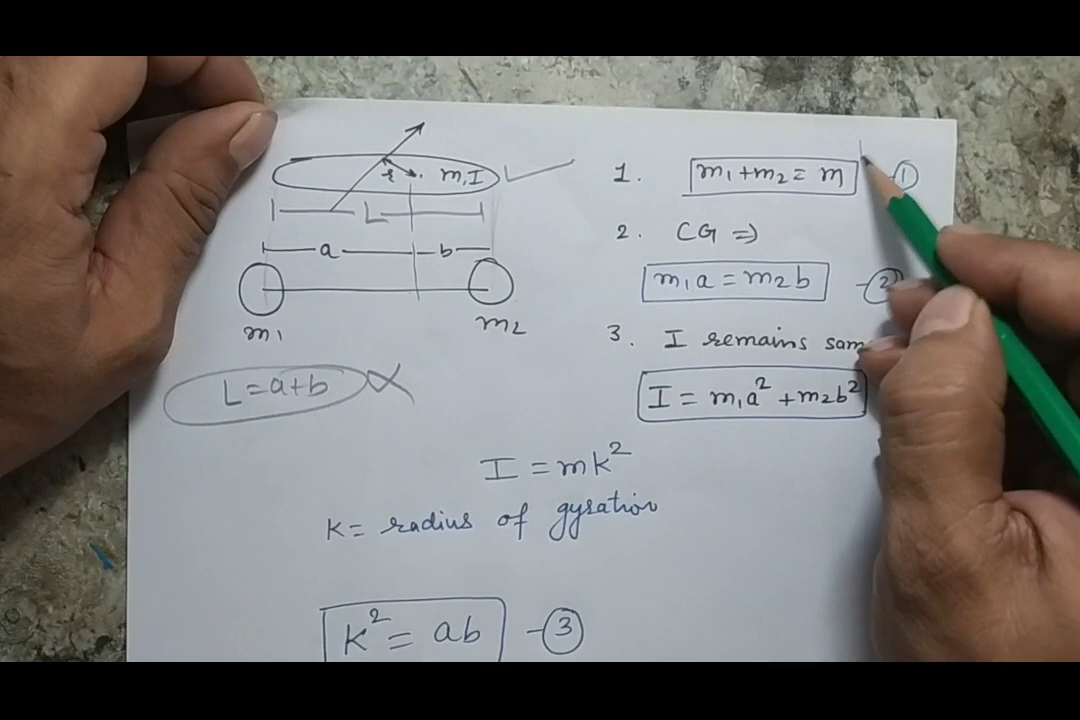 r m, I
L
a b
m1 m2
L = a+b
1. m1 + m2 = m -①
2. CG ⇒
m1a = m2b -②
3. I remains sam
I = m1a² + m2b²
I = mk²
K = radius of gyration
K² = ab -③